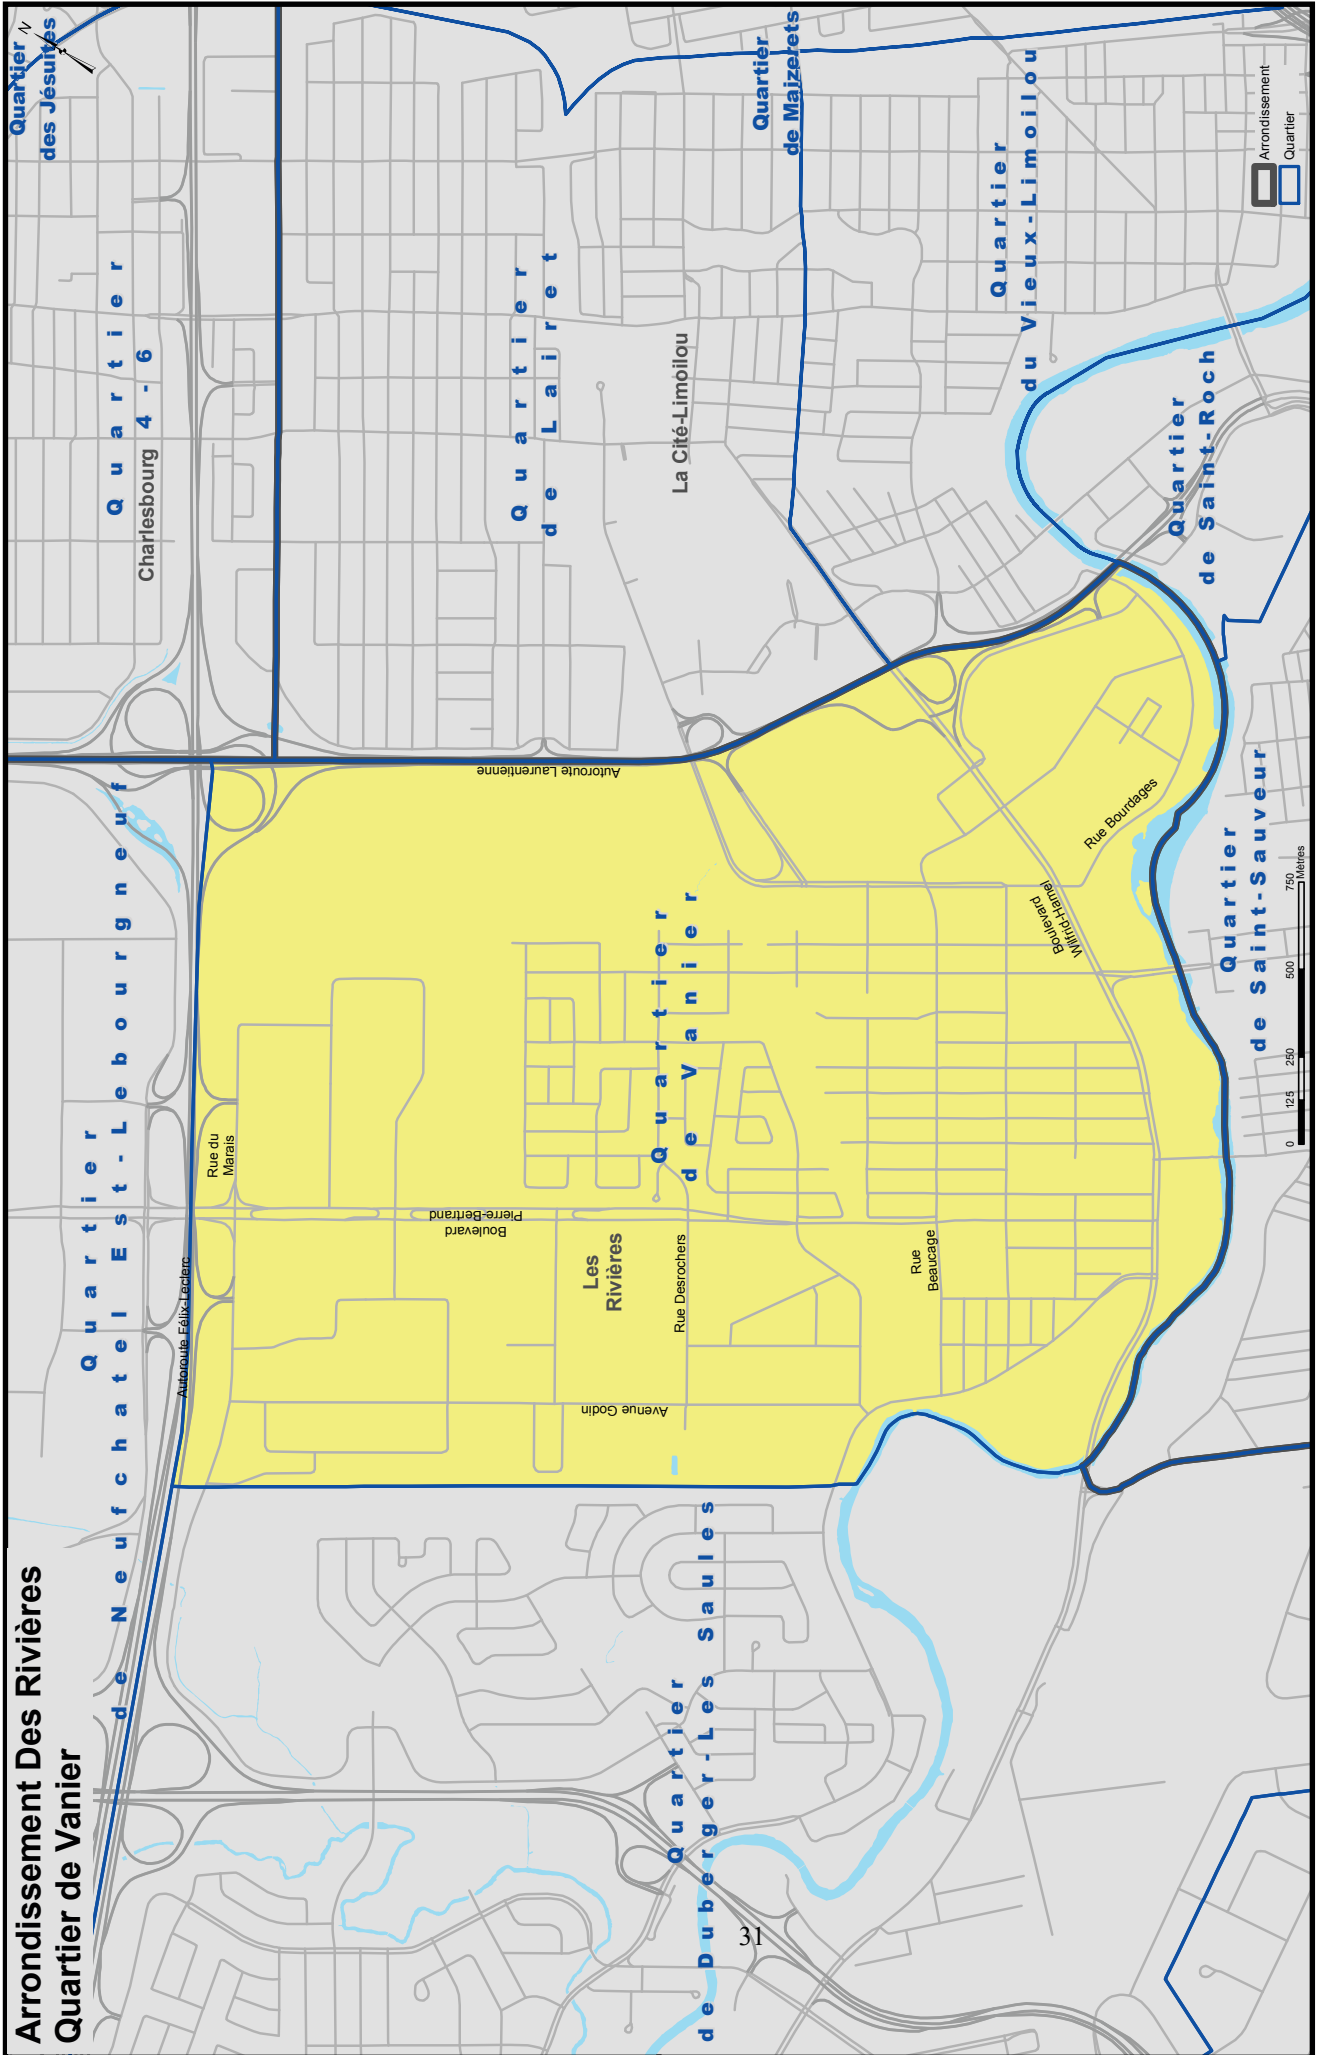 Arrondissement Des Rivières
Quartier de Vanier
N
Quartier
des Jésuites
Quartier
Charlesbourg 4-6
Quartier
de Neufchatel Est-Lebourgneuf
Quartier
de Lairet
La Cité-Limoilou
Quartier
de Maizerets
Quartier
du Vieux-Limoilou
Quartier
de Saint-Roch
Quartier
de Saint-Sauveur
Quartier
de Vanier
Les
Rivières
Quartier
de Duberger-Les Saules
Autoroute Félix-Leclerc
Rue du
Marais
Autoroute Laurentienne
Boulevard
Pierre-Bertrand
Rue Desrochers
Avenue Godin
Rue
Beaucage
Boulevard
Wilfrid-Hamel
Rue Bourdages
Arrondissement
Quartier
0 125 250 500 750
Mètres
31